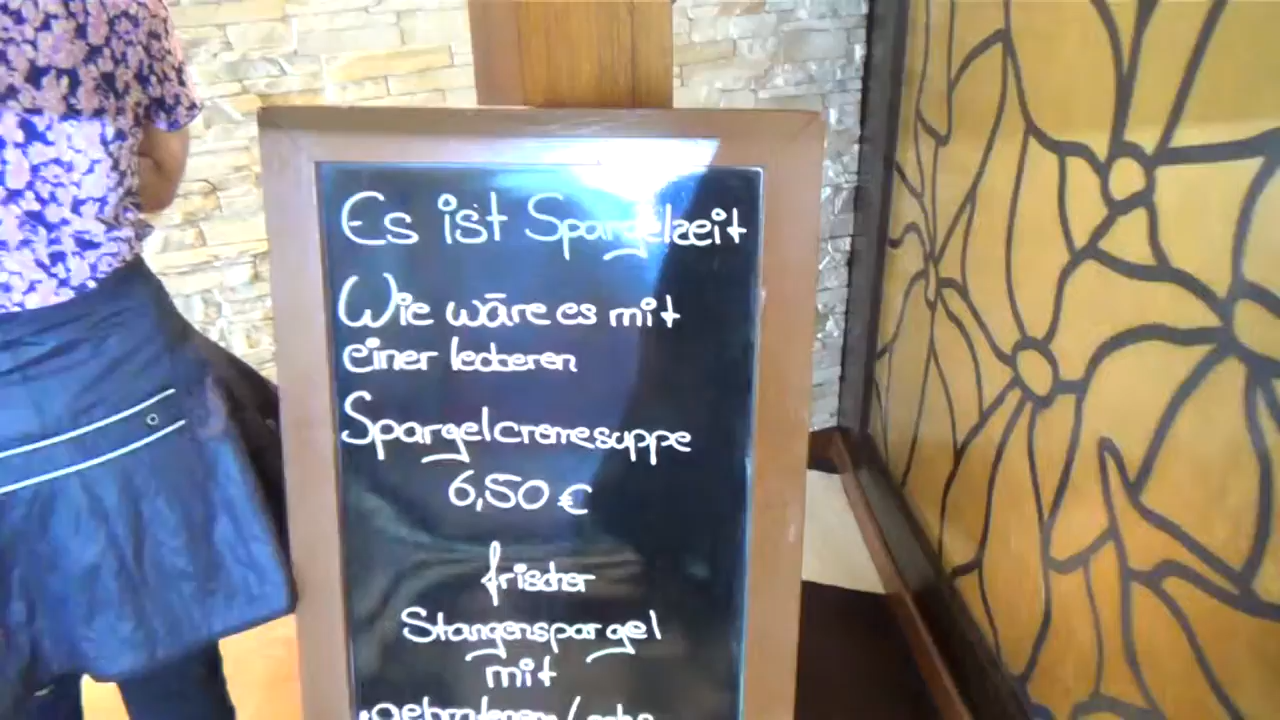 Es ist Spargelzeit
Wie wäre es mit
einer leckeren
Spargelcremesuppe
6,50 €
frischer
Stangenspargel
mit